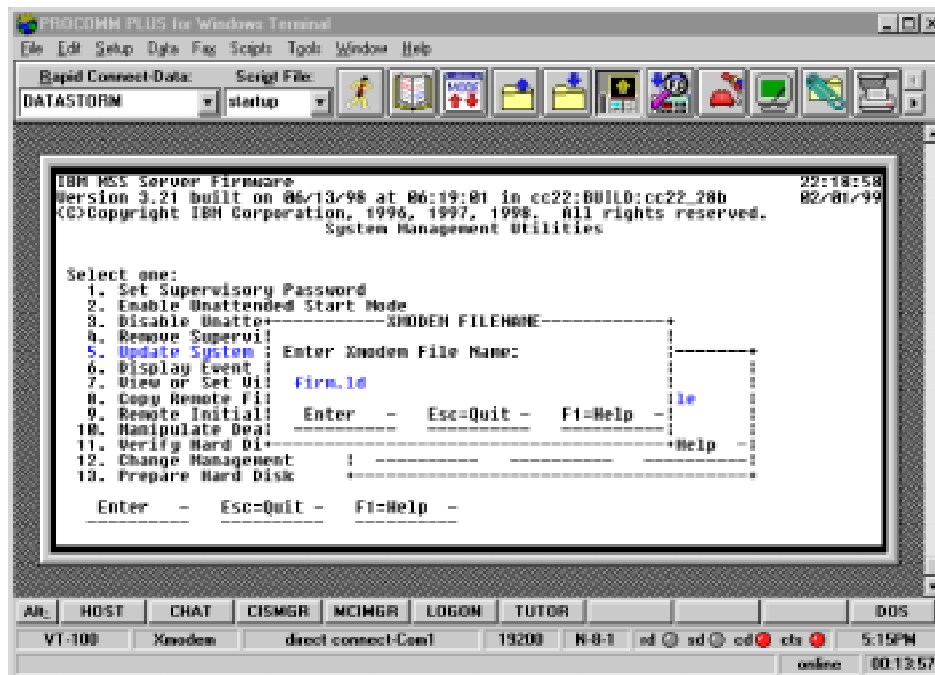 PROCOMM PLUS for Windows Terminal
File Edit Setup Data Fax Scripts Tools Window Help
Rapid Connect-Data: Script File:
DATASTORM startup
IBM MSS Server Firmware 22:18:58
Version 3.21 built on 06/13/98 at 06:19:01 in cc22:BUILD:cc22_20b 02/01/99
(C)Copyright IBM Corporation, 1996, 1997, 1998. All rights reserved.
System Management Utilities
Select one:
1. Set Supervisory Password
2. Enable Unattended Start Mode
3. Disable Unatte XMODEM FILENAME
4. Remove Supervi
5. Update System Enter Xmodem File Name:
6. Display Event
7. View or Set Vi Firm.ld
8. Copy Remote Fi le
9. Remote Initial Enter - Esc=Quit - F1=Help -
10. Manipulate Dea
11. Verify Hard Di Help -
12. Change Management
13. Prepare Hard Disk
Enter - Esc=Quit - F1=Help -
Alt: HOST CHAT CISMGR MCIMGR LOGON TUTOR DOS
VT-100 Xmodem direct connect-Com1 19200 N-8-1 rd sd cd cts 5:15PM
online 00:13:57